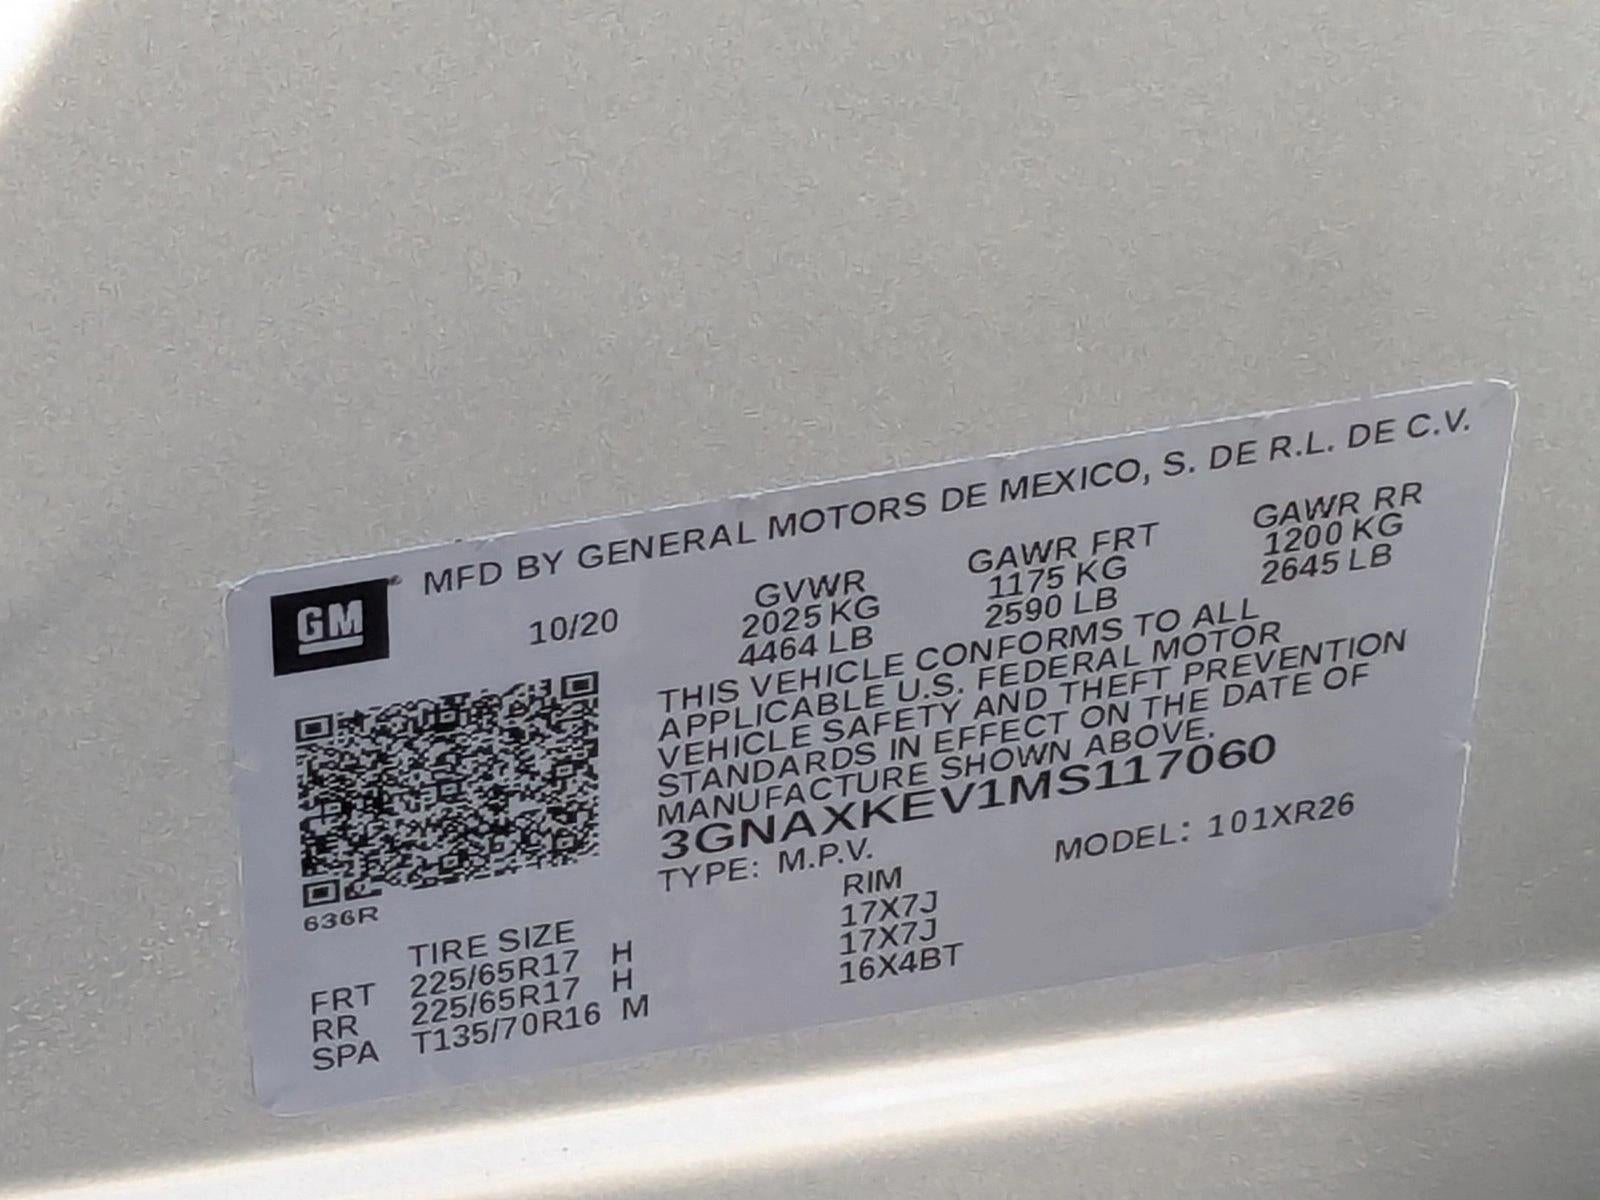 GM
MFD BY GENERAL MOTORS DE MEXICO, S. DE R.L. DE C.V.
10/20
GVWR GAWR FRT GAWR RR
2025 KG 1175 KG 1200 KG
4464 LB 2590 LB 2645 LB
THIS VEHICLE CONFORMS TO ALL
APPLICABLE U.S. FEDERAL MOTOR
VEHICLE SAFETY AND THEFT PREVENTION
STANDARDS IN EFFECT ON THE DATE OF
MANUFACTURE SHOWN ABOVE.
3GNAXKEV1MS117060
TYPE: M.P.V. MODEL: 101XR26
636R
TIRE SIZE RIM
FRT 225/65R17 H 17X7J
RR 225/65R17 H 17X7J
SPA T135/70R16 M 16X4BT